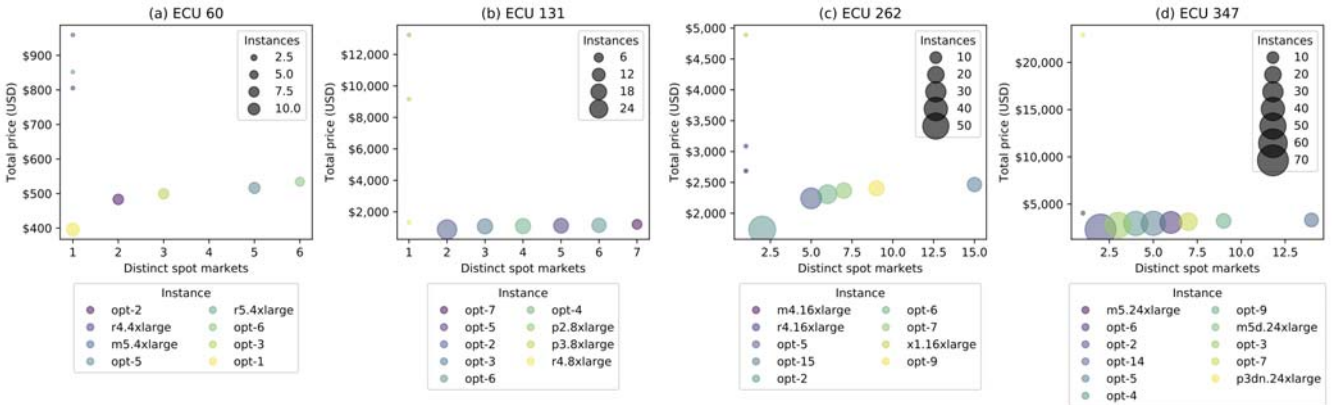 (a) ECU 60
Total price (USD)
$900
$800
$700
$600
$500
$400
1 2 3 4 5 6
Distinct spot markets
Instances
2.5
5.0
7.5
10.0
Instance
opt-2
r4.4xlarge
m5.4xlarge
opt-5
r5.4xlarge
opt-6
opt-3
opt-1
(b) ECU 131
Total price (USD)
$12,000
$10,000
$8,000
$6,000
$4,000
$2,000
1 2 3 4 5 6 7
Distinct spot markets
Instances
6
12
18
24
Instance
opt-7
opt-5
opt-2
opt-3
opt-6
opt-4
p2.8xlarge
p3.8xlarge
r4.8xlarge
(c) ECU 262
Total price (USD)
$5,000
$4,500
$4,000
$3,500
$3,000
$2,500
$2,000
2.5 5.0 7.5 10.0 12.5 15.0
Distinct spot markets
Instances
10
20
30
40
50
Instance
m4.16xlarge
r4.16xlarge
opt-5
opt-15
opt-2
opt-6
opt-7
x1.16xlarge
opt-9
(d) ECU 347
Total price (USD)
$20,000
$15,000
$10,000
$5,000
2.5 5.0 7.5 10.0 12.5
Distinct spot markets
Instances
10
20
30
40
50
60
70
Instance
m5.24xlarge
opt-6
opt-2
opt-14
opt-5
opt-4
opt-9
m5d.24xlarge
opt-3
opt-7
p3dn.24xlarge